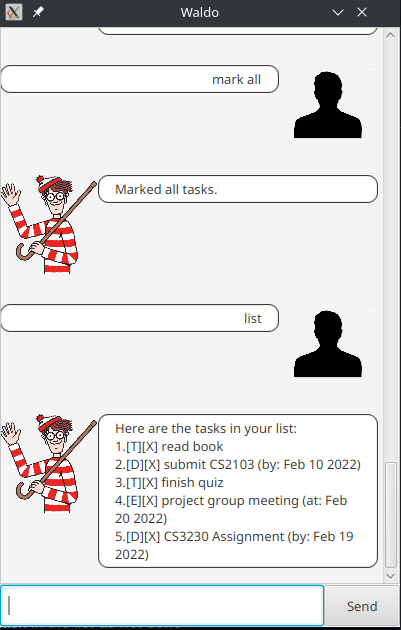 Waldo
mark all
Marked all tasks.
list
Here are the tasks in your list:
1.[T][X] read book
2.[D][X] submit CS2103 (by: Feb 10 2022)
3.[T][X] finish quiz
4.[E][X] project group meeting (at: Feb
20 2022)
5.[D][X] CS3230 Assignment (by: Feb 19
2022)
Send